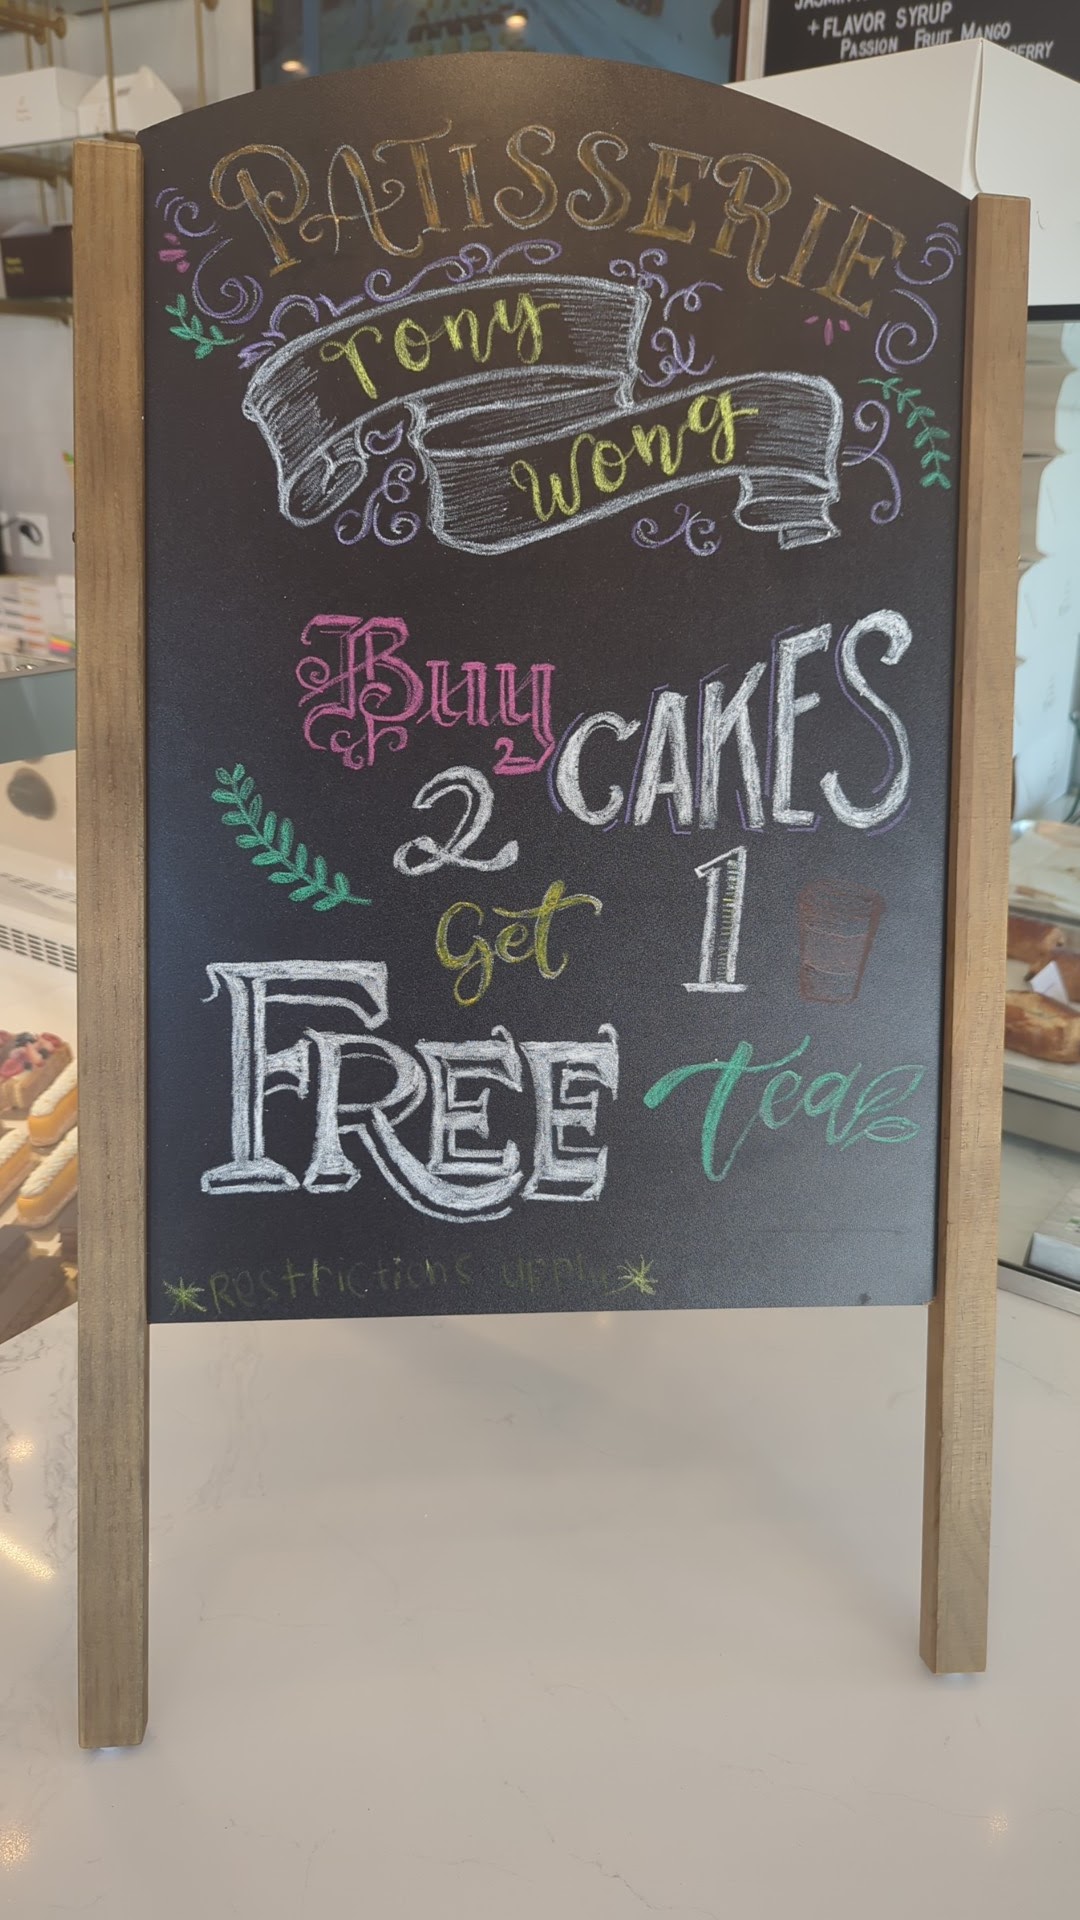 + FLAVOR SYRUP
PASSION FRUIT MANGO
PATISSERIE
Tony
Wong
Buy
2 CAKES
get 1
FREE tea
*Restrictions apply*